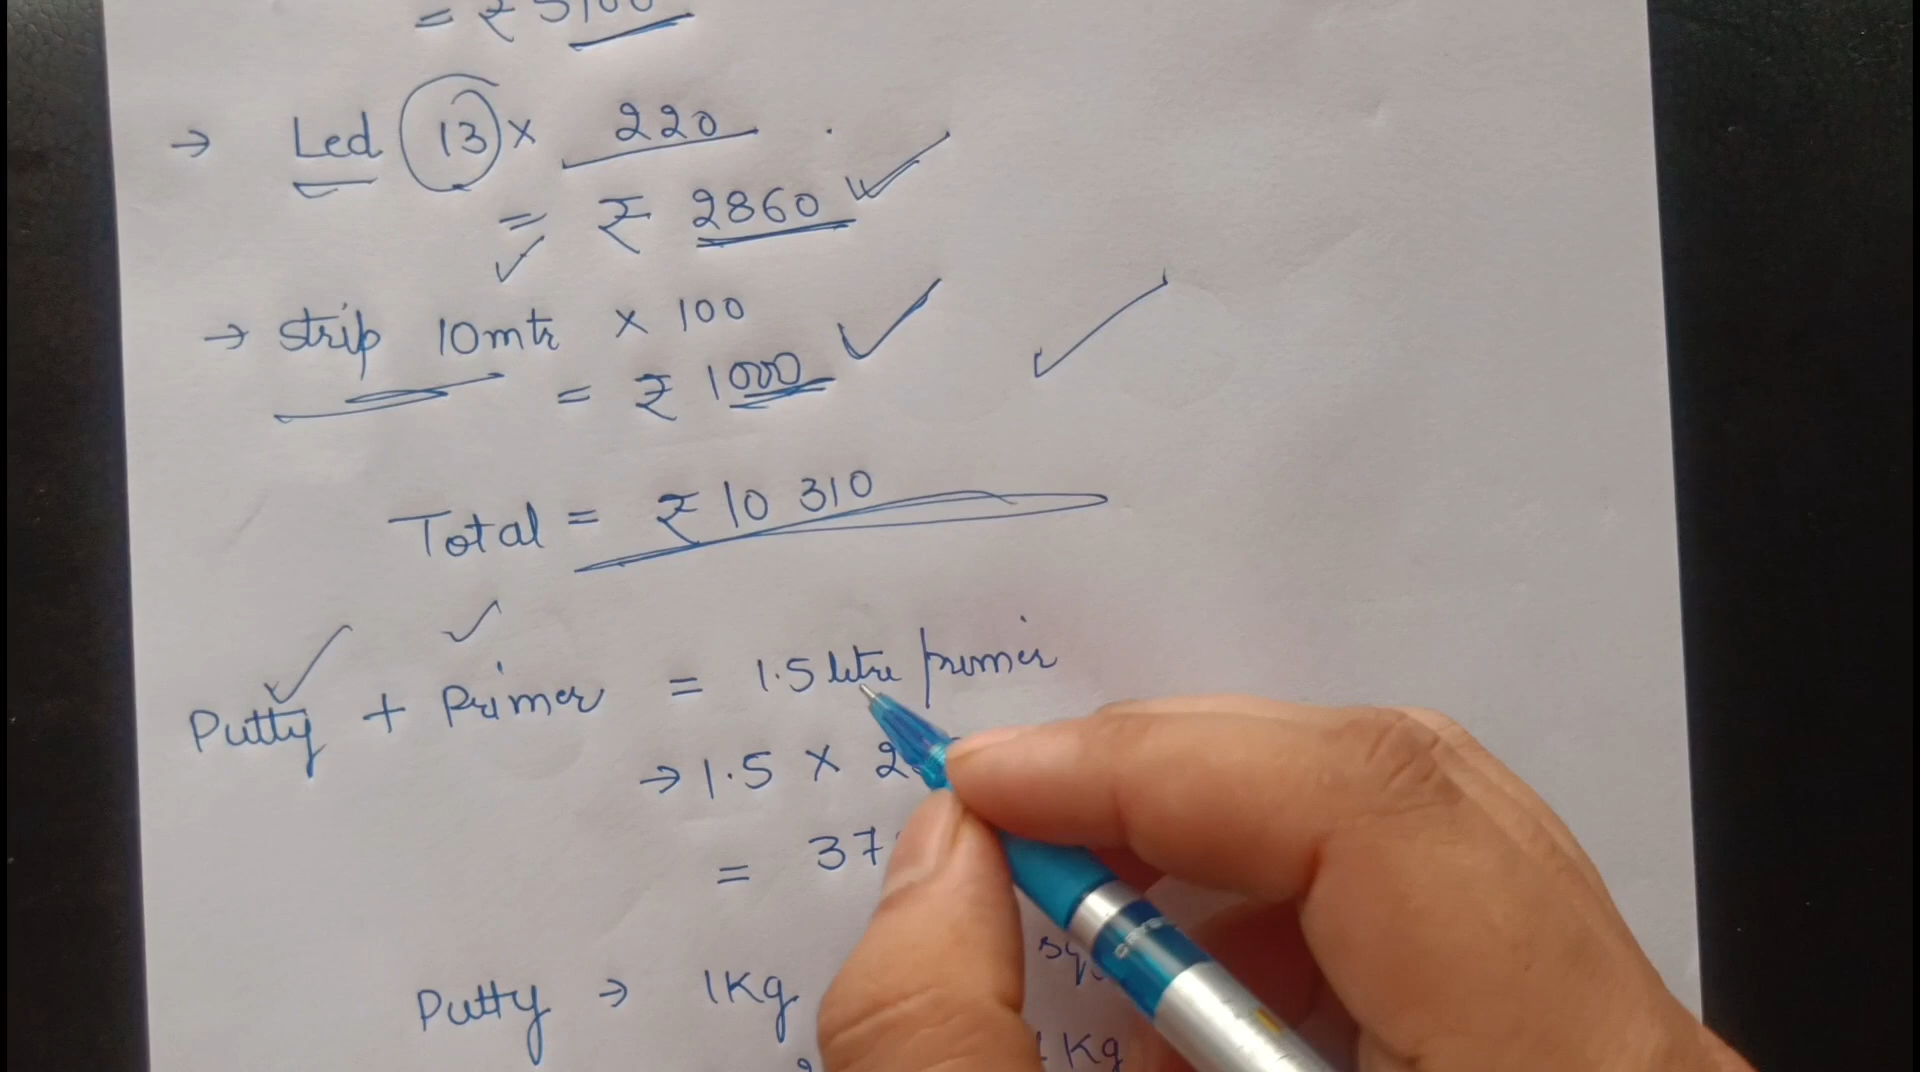 = ₹
→ Led 13 × 220
= ₹ 2860
→ strip 10mtr × 100
= ₹ 1000
Total = ₹ 10 310
Putty + Primer = 1.5 litre primer
→ 1.5 × 2
= 37
Putty → 1Kg
Kg